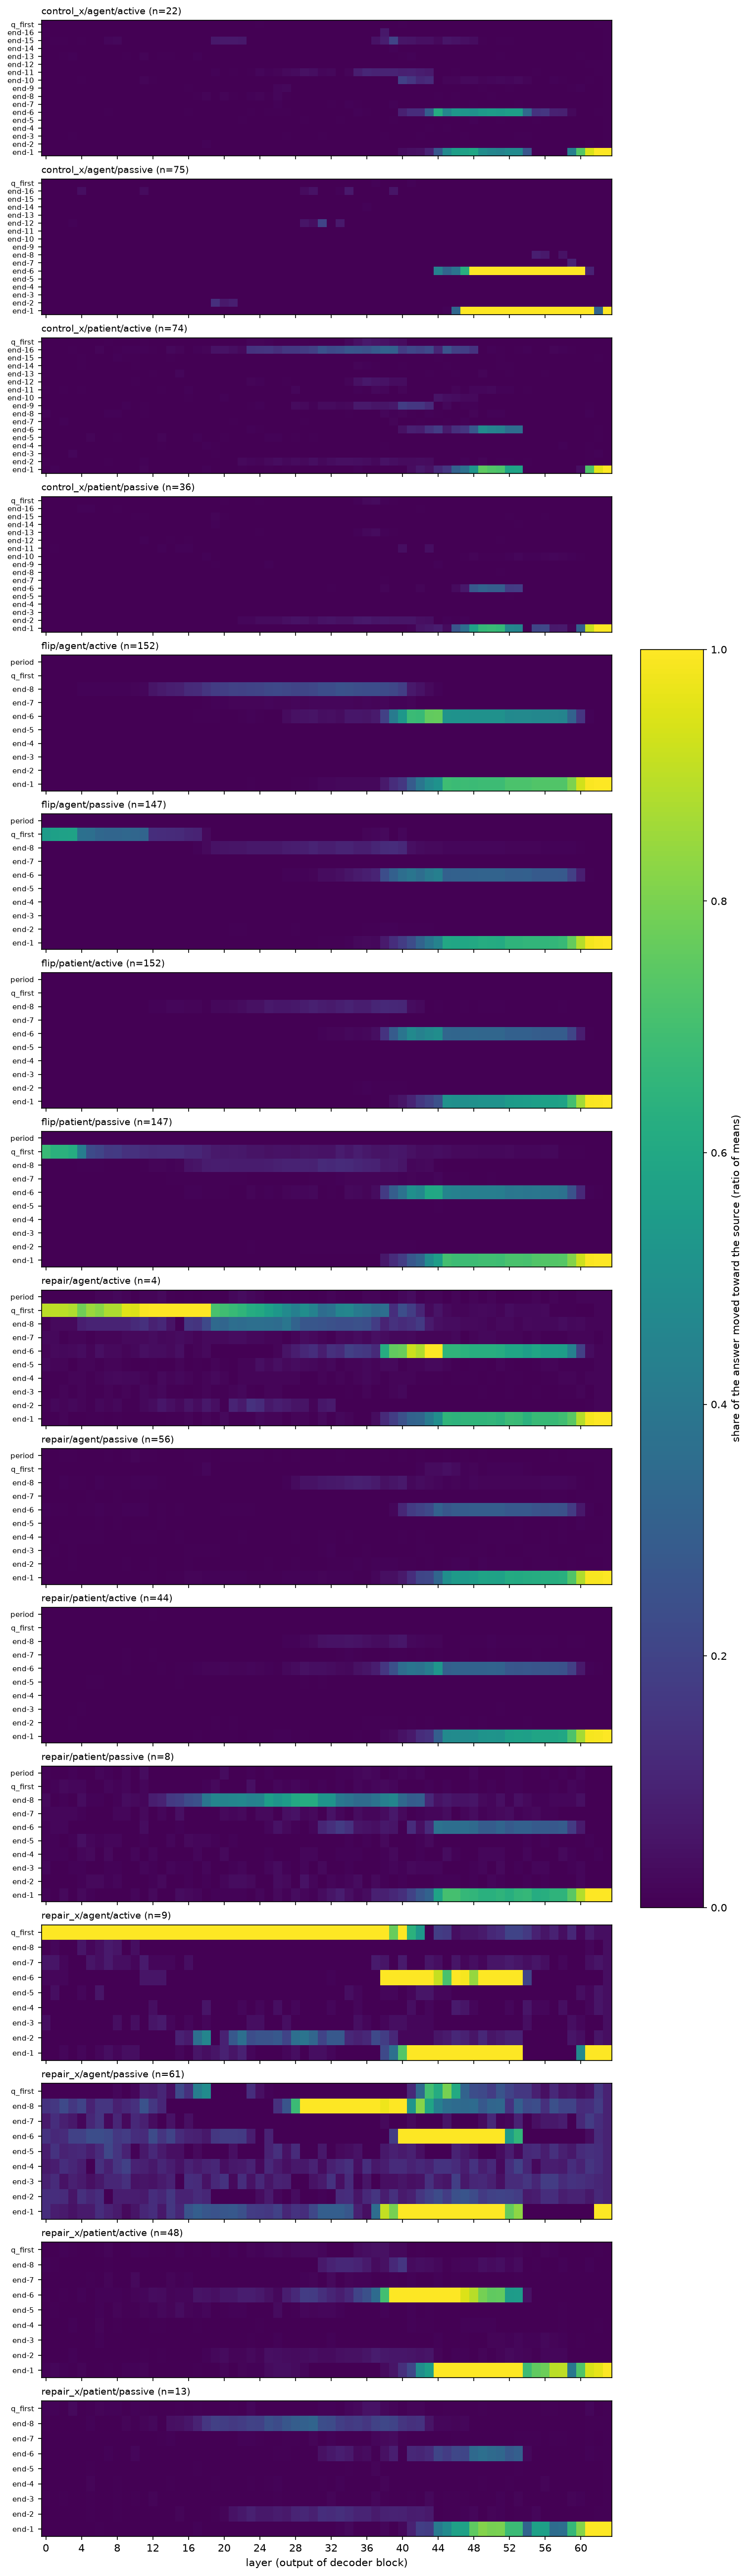 control_x/agent/active (n=22)
q_first
end-16
end-15
end-14
end-13
end-12
end-11
end-10
end-9
end-8
end-7
end-6
end-5
end-4
end-3
end-2
end-1
control_x/agent/passive (n=75)
q_first
end-16
end-15
end-14
end-13
end-12
end-11
end-10
end-9
end-8
end-7
end-6
end-5
end-4
end-3
end-2
end-1
control_x/patient/active (n=74)
q_first
end-16
end-15
end-14
end-13
end-12
end-11
end-10
end-9
end-8
end-7
end-6
end-5
end-4
end-3
end-2
end-1
control_x/patient/passive (n=36)
q_first
end-16
end-15
end-14
end-13
end-12
end-11
end-10
end-9
end-8
end-7
end-6
end-5
end-4
end-3
end-2
end-1
flip/agent/active (n=152)
period
q_first
end-8
end-7
end-6
end-5
end-4
end-3
end-2
end-1
flip/agent/passive (n=147)
period
q_first
end-8
end-7
end-6
end-5
end-4
end-3
end-2
end-1
flip/patient/active (n=152)
period
q_first
end-8
end-7
end-6
end-5
end-4
end-3
end-2
end-1
flip/patient/passive (n=147)
period
q_first
end-8
end-7
end-6
end-5
end-4
end-3
end-2
end-1
repair/agent/active (n=4)
period
q_first
end-8
end-7
end-6
end-5
end-4
end-3
end-2
end-1
repair/agent/passive (n=56)
period
q_first
end-8
end-7
end-6
end-5
end-4
end-3
end-2
end-1
repair/patient/active (n=44)
period
q_first
end-8
end-7
end-6
end-5
end-4
end-3
end-2
end-1
repair/patient/passive (n=8)
period
q_first
end-8
end-7
end-6
end-5
end-4
end-3
end-2
end-1
repair_x/agent/active (n=9)
q_first
end-8
end-7
end-6
end-5
end-4
end-3
end-2
end-1
repair_x/agent/passive (n=61)
q_first
end-8
end-7
end-6
end-5
end-4
end-3
end-2
end-1
repair_x/patient/active (n=48)
q_first
end-8
end-7
end-6
end-5
end-4
end-3
end-2
end-1
repair_x/patient/passive (n=13)
q_first
end-8
end-7
end-6
end-5
end-4
end-3
end-2
end-1
0 4 8 12 16 20 24 28 32 36 40 44 48 52 56 60
layer (output of decoder block)
1.0
0.8
0.6
0.4
0.2
0.0
share of the answer moved toward the source (ratio of means)